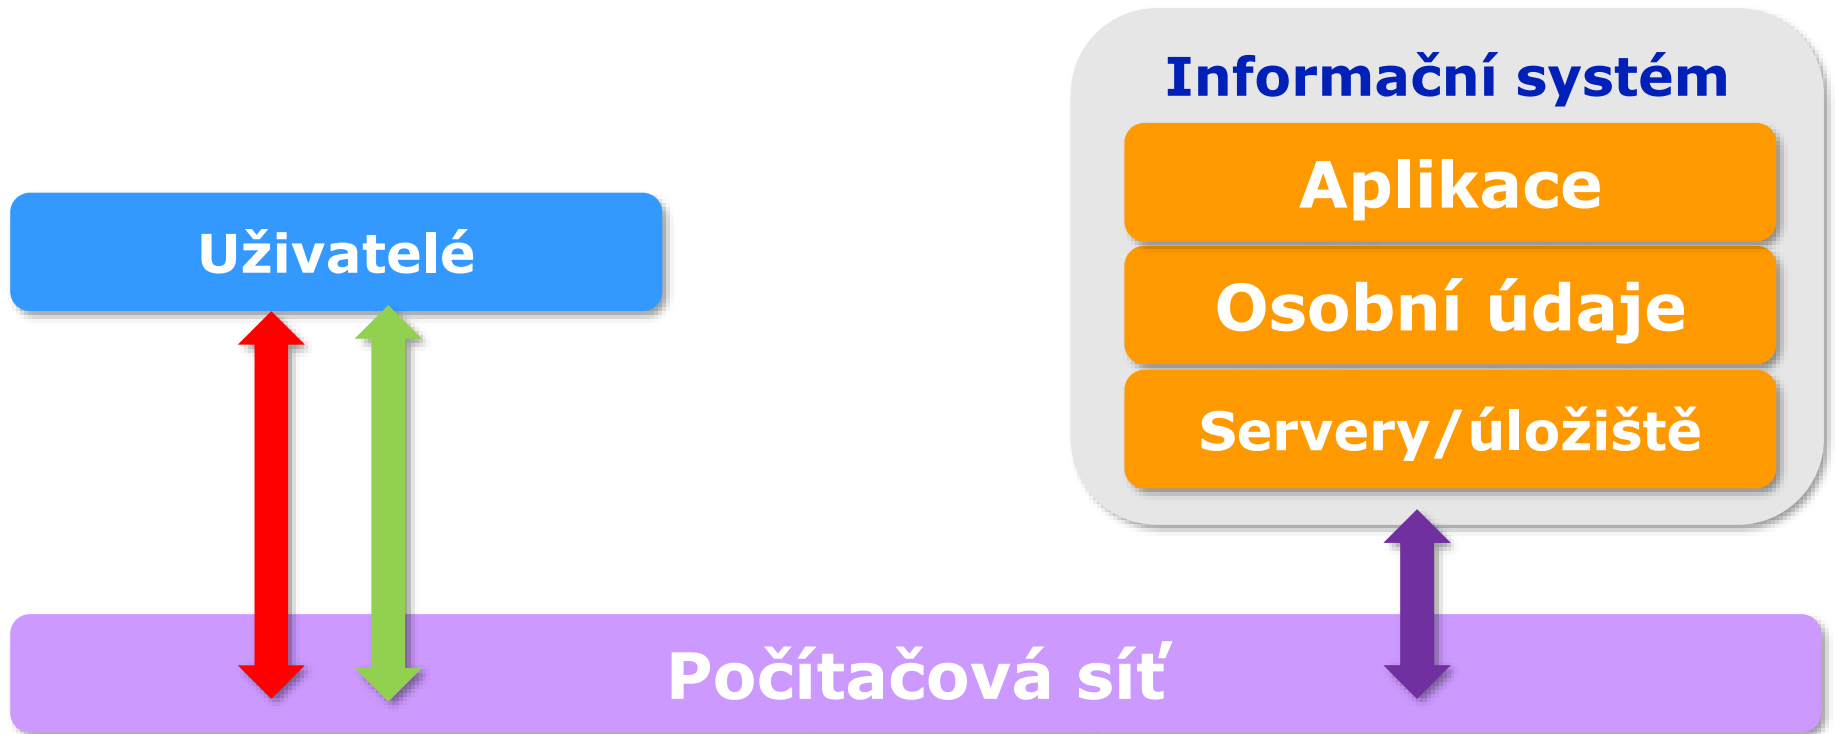 Informační systém
Aplikace
Uživatelé
Osobní údaje
Servery/úložiště
Počítačová síť